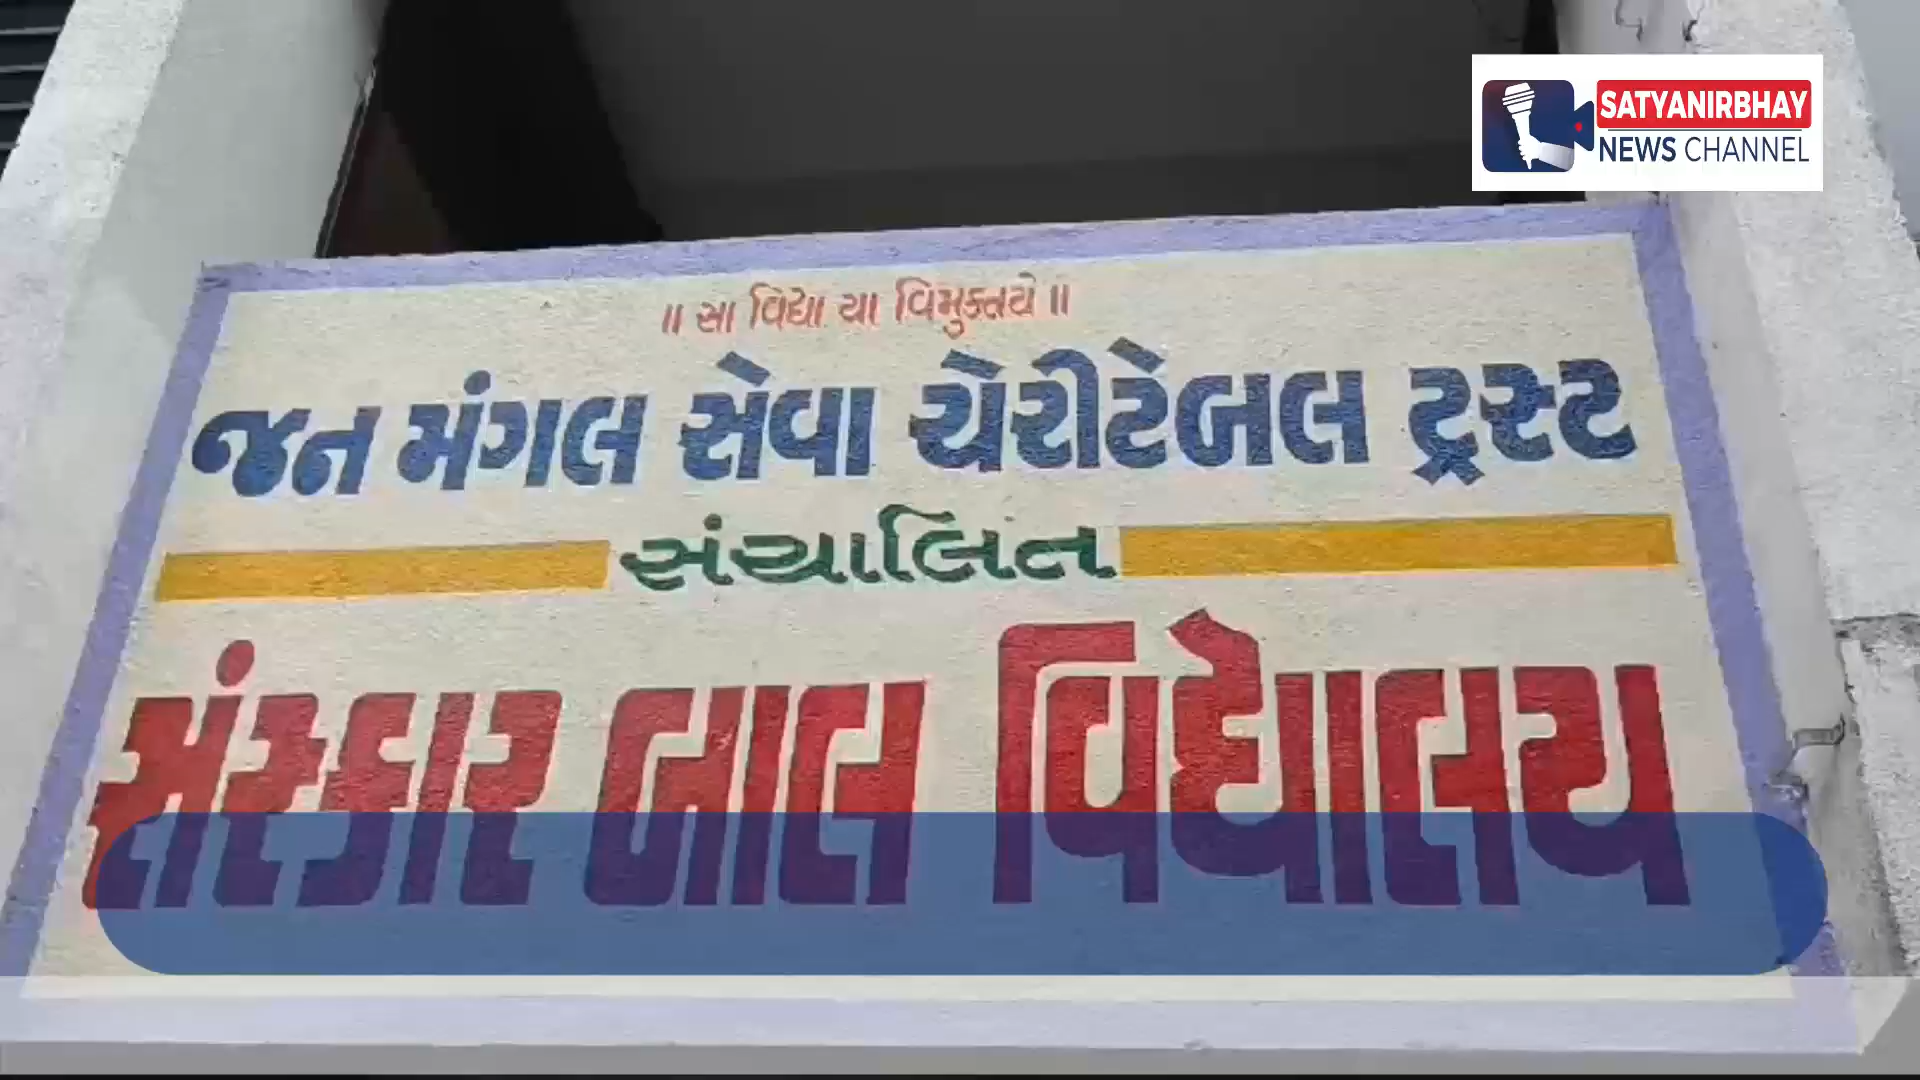 SATYANIRBHAY
NEWS CHANNEL
॥ સા વિદ્યા યા વિમુક્તયે ॥
જન મંગલ સેવા ચેરીટેબલ ટ્રસ્ટ
સંચાલિત
સંસ્કાર બાલ વિદ્યાલય